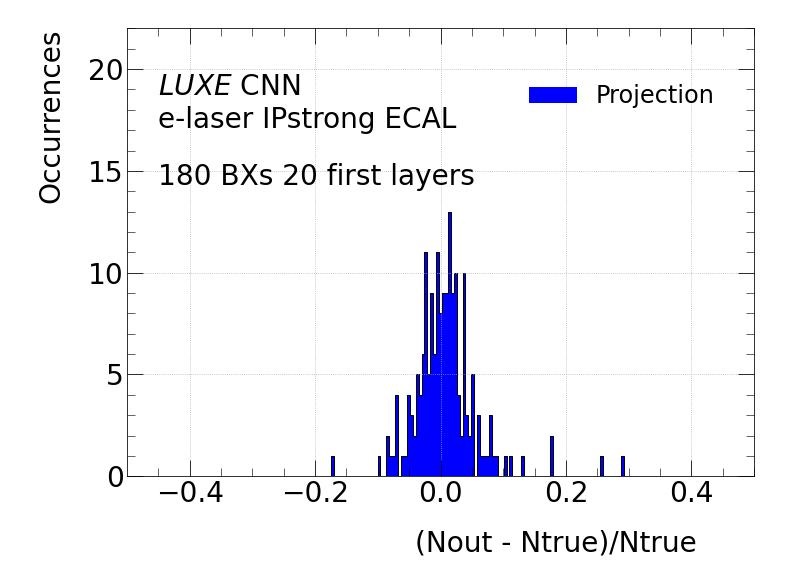 Occurrences
LUXE CNN
e-laser IPstrong ECAL
180 BXs 20 first layers
Projection
20
15
10
5
0
−0.4 −0.2 0.0 0.2 0.4
(Nout - Ntrue)/Ntrue